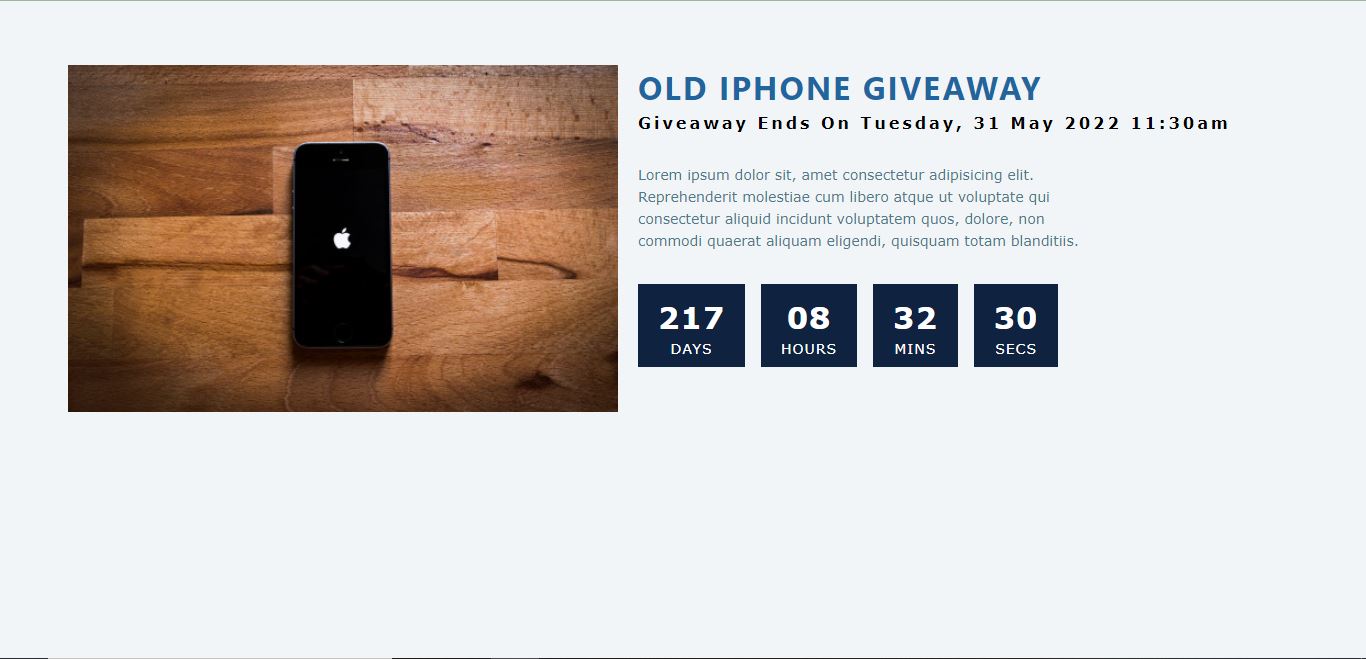 OLD IPHONE GIVEAWAY
Giveaway Ends On Tuesday, 31 May 2022 11:30am
Lorem ipsum dolor sit, amet consectetur adipisicing elit.
Reprehenderit molestiae cum libero atque ut voluptate qui
consectetur aliquid incidunt voluptatem quos, dolore, non
commodi quaerat aliquam eligendi, quisquam totam blanditiis.
217 08 32 30
DAYS HOURS MINS SECS